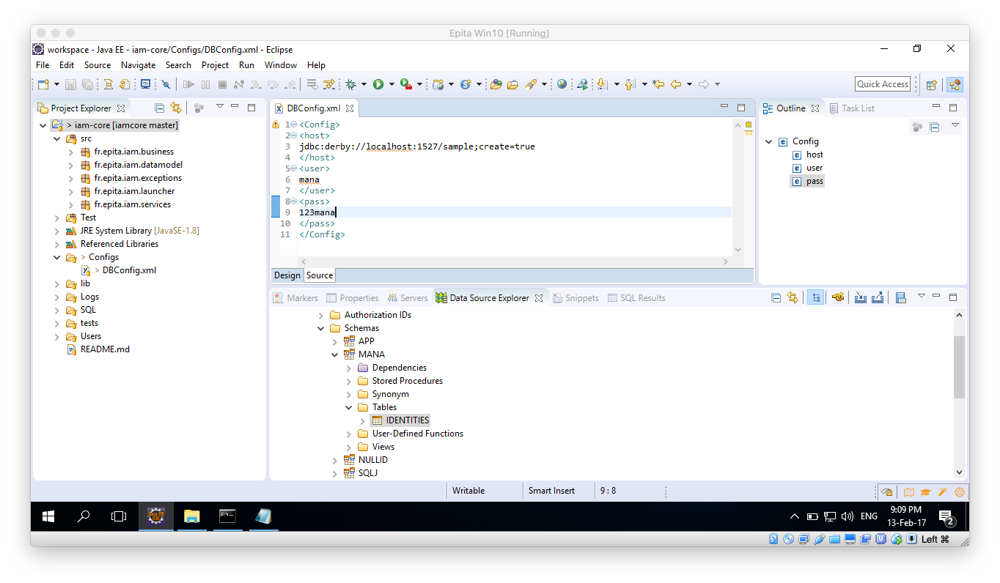 Epita Win10 [Running]
workspace - Java EE - iam-core/Configs/DBConfig.xml - Eclipse
File Edit Source Navigate Search Project Run Window Help
Quick Access
Project Explorer
> iam-core [iamcore master]
src
fr.epita.iam.business
fr.epita.iam.datamodel
fr.epita.iam.exceptions
fr.epita.iam.launcher
fr.epita.iam.services
Test
JRE System Library [JavaSE-1.8]
Referenced Libraries
> Configs
> DBConfig.xml
lib
Logs
SQL
tests
Users
README.md
DBConfig.xml
1 <Config>
2 <host>
3 jdbc:derby://localhost:1527/sample;create=true
4 </host>
5 <user>
6 mana
7 </user>
8 <pass>
9 123mana
10 </pass>
11 </Config>
Design Source
Outline Task List
Config
host
user
pass
Markers Properties Servers Data Source Explorer Snippets SQL Results
Authorization IDs
Schemas
APP
MANA
Dependencies
Stored Procedures
Synonym
Tables
IDENTITIES
User-Defined Functions
Views
NULLID
SQLJ
Writable Smart Insert 9 : 8
ENG
9:09 PM
13-Feb-17
2
Left ⌘